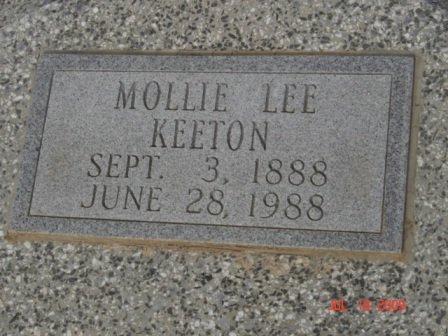 MOLLIE LEE
KEETON
SEPT. 3, 1888
JUNE 28, 1988